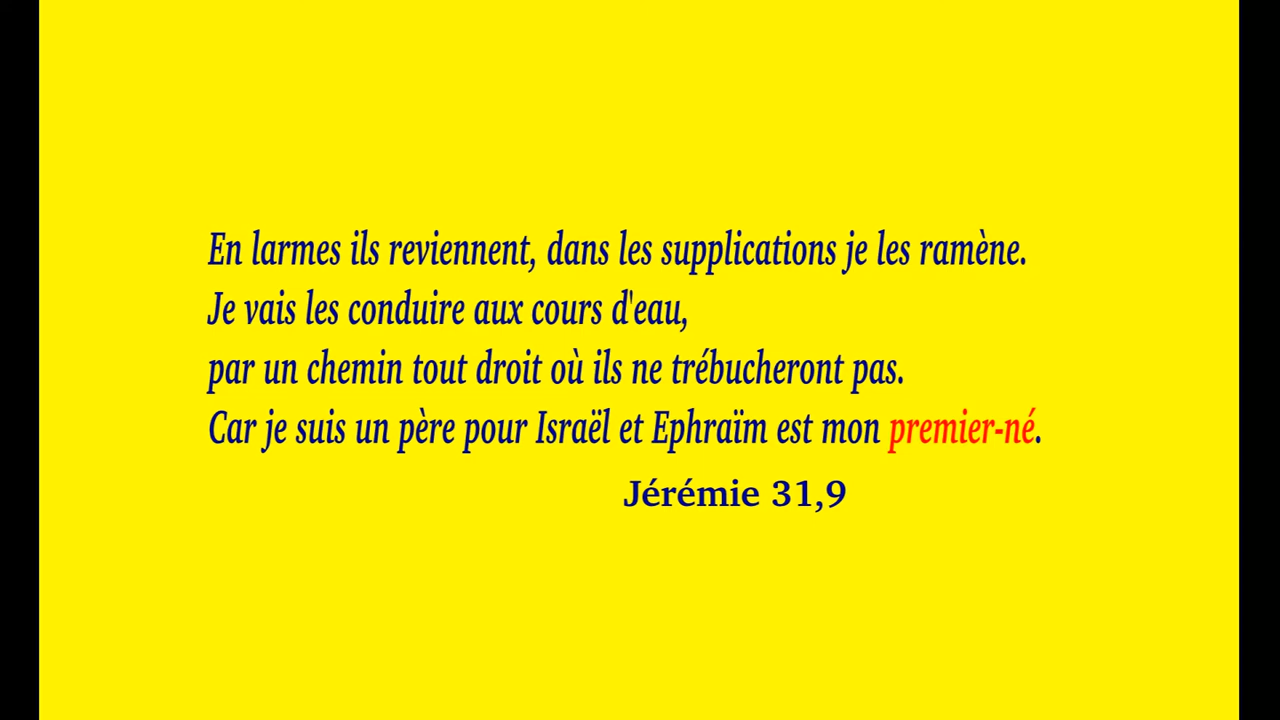 En larmes ils reviennent, dans les supplications je les ramène.
Je vais les conduire aux cours d'eau,
par un chemin tout droit où ils ne trébucheront pas.
Car je suis un père pour Israël et Ephraïm est mon premier-né.
Jérémie 31,9